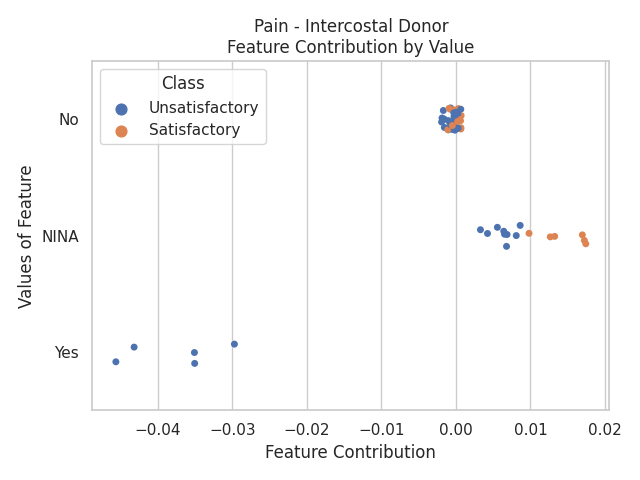 Pain - Intercostal Donor
Feature Contribution by Value
Class
Unsatisfactory
Satisfactory
No
NINA
Yes
Values of Feature
−0.04
−0.03
−0.02
−0.01
0.00
0.01
0.02
Feature Contribution